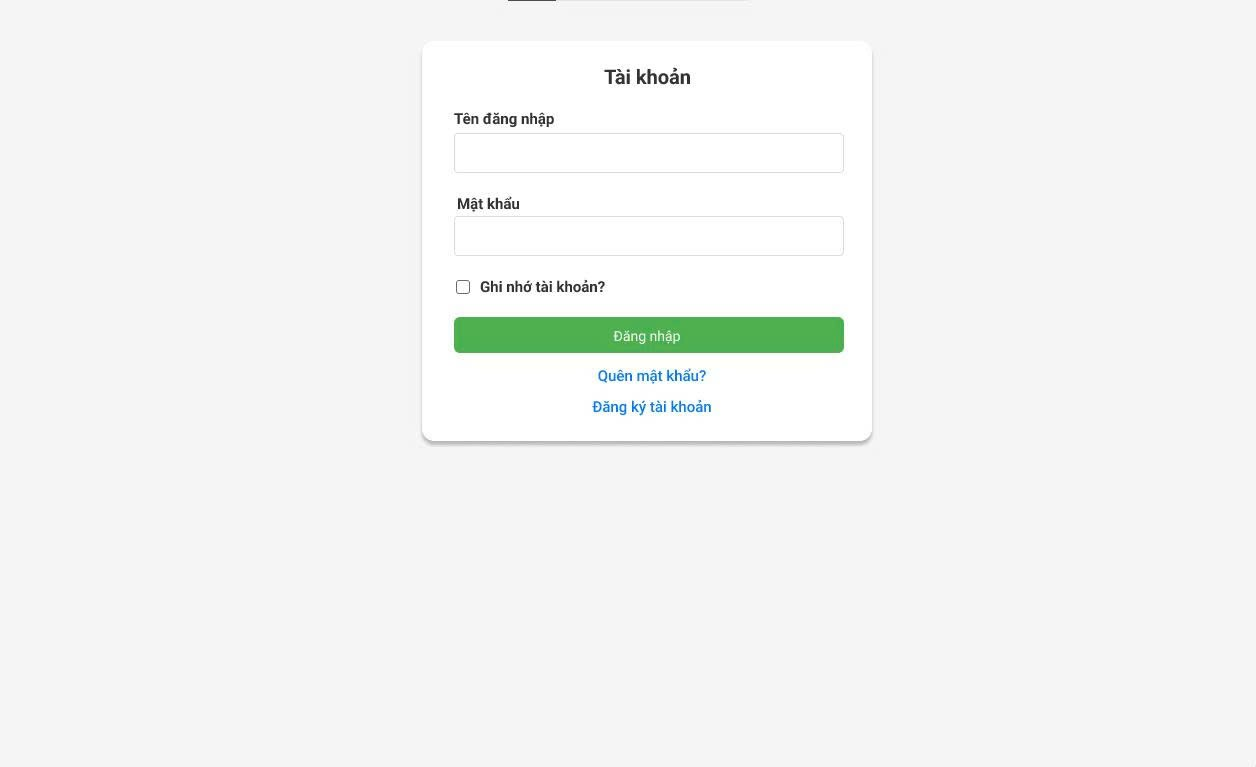 Tài khoản
Tên đăng nhập
Mật khẩu
Ghi nhớ tài khoản?
Đăng nhập
Quên mật khẩu?
Đăng ký tài khoản